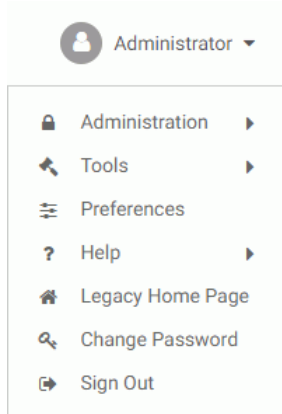 Administrator
Administration
Tools
Preferences
Help
Legacy Home Page
Change Password
Sign Out